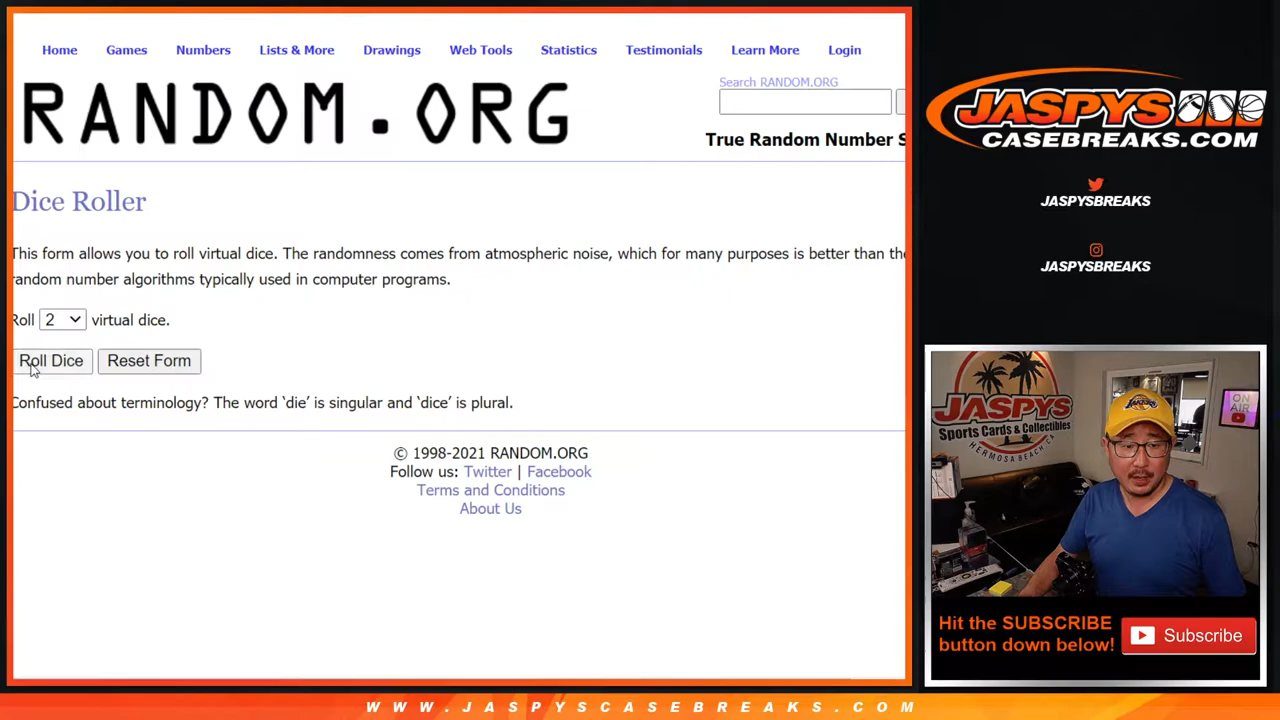 Home Games Numbers Lists & More Drawings Web Tools Statistics Testimonials Learn More Login
RANDOM.ORG
Search RANDOM.ORG
True Random Number S
Dice Roller
This form allows you to roll virtual dice. The randomness comes from atmospheric noise, which for many purposes is better than the
random number algorithms typically used in computer programs.
Roll 2 virtual dice.
Roll Dice Reset Form
Confused about terminology? The word ‘die’ is singular and ‘dice’ is plural.
© 1998-2021 RANDOM.ORG
Follow us: Twitter | Facebook
Terms and Conditions
About Us
JASPYS
CASEBREAKS.COM
JASPYSBREAKS
JASPYSBREAKS
JASPYS
Sports Cards & Collectibles
HERMOSA BEACH, CA
ON
AIR
LAKERS
Hit the SUBSCRIBE
button down below!
Subscribe
WWW.JASPYSCASEBREAKS.COM